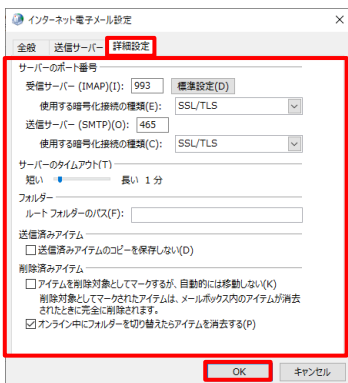 インターネット電子メール設定
全般 送信サーバー 詳細設定
サーバーのポート番号
受信サーバー (IMAP)(I): 993 標準設定(D)
使用する暗号化接続の種類(E): SSL/TLS
送信サーバー (SMTP)(O): 465
使用する暗号化接続の種類(C): SSL/TLS
サーバーのタイムアウト(T)
短い 長い 1 分
フォルダー
ルート フォルダーのパス(F):
送信済みアイテム
送信済みアイテムのコピーを保存しない(D)
削除済みアイテム
アイテムを削除対象としてマークするが、自動的には移動しない(K)
削除対象としてマークされたアイテムは、メールボックス内のアイテムが消去
されたときに完全に削除されます。
オンライン中にフォルダーを切り替えたらアイテムを消去する(P)
OK キャンセル